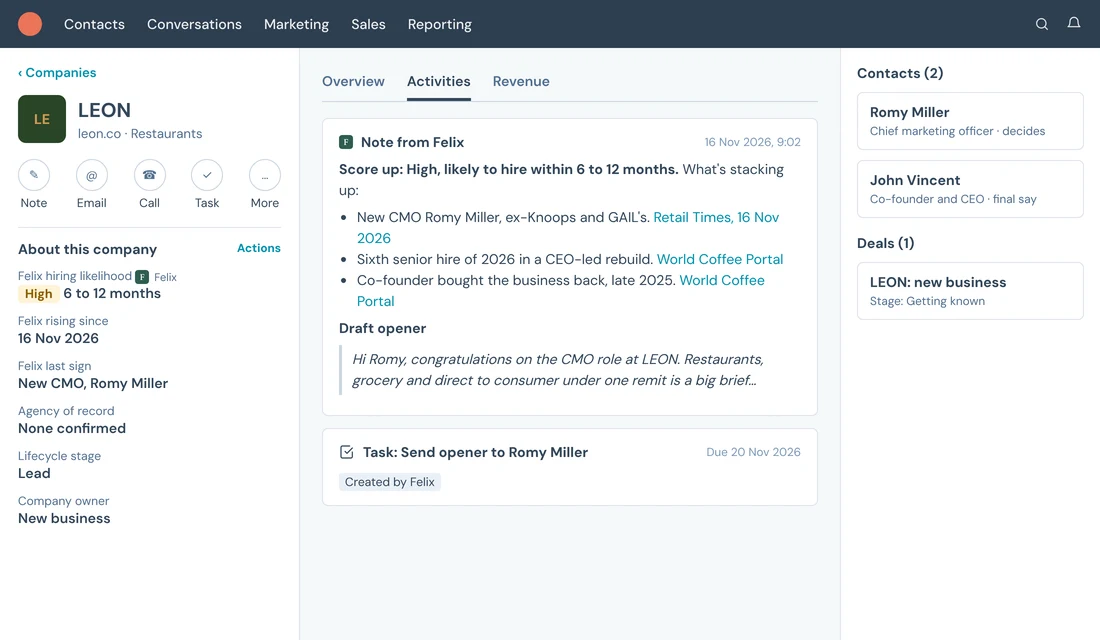 Contacts Conversations Marketing Sales Reporting
‹ Companies
LE
LEON
leon.co · Restaurants
Note Email Call Task More
About this company Actions
Felix hiring likelihood F Felix
High 6 to 12 months
Felix rising since
16 Nov 2026
Felix last sign
New CMO, Romy Miller
Agency of record
None confirmed
Lifecycle stage
Lead
Company owner
New business
Overview Activities Revenue
F Note from Felix 16 Nov 2026, 9:02
Score up: High, likely to hire within 6 to 12 months. What's stacking
up:
• New CMO Romy Miller, ex-Knoops and GAIL's. Retail Times, 16 Nov
2026
• Sixth senior hire of 2026 in a CEO-led rebuild. World Coffee Portal
• Co-founder bought the business back, late 2025. World Coffee
Portal
Draft opener
Hi Romy, congratulations on the CMO role at LEON. Restaurants,
grocery and direct to consumer under one remit is a big brief...
Task: Send opener to Romy Miller Due 20 Nov 2026
Created by Felix
Contacts (2)
Romy Miller
Chief marketing officer · decides
John Vincent
Co-founder and CEO · final say
Deals (1)
LEON: new business
Stage: Getting known